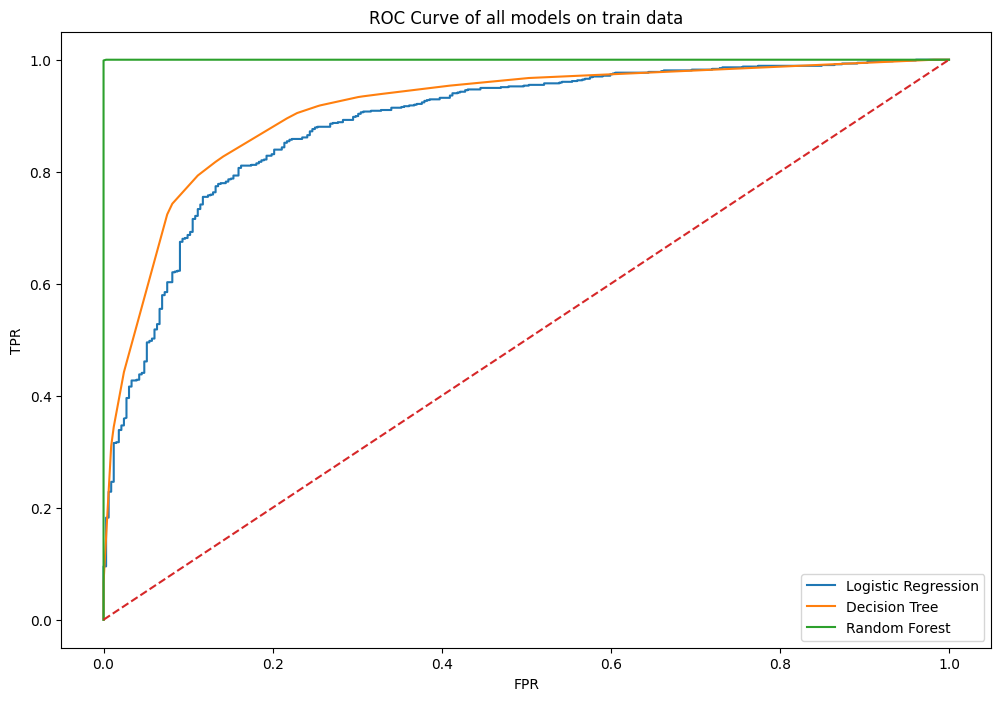 ROC Curve of all models on train data
TPR
1.0
0.8
0.6
0.4
0.2
0.0
0.0 0.2 0.4 0.6 0.8 1.0
FPR
Logistic Regression
Decision Tree
Random Forest